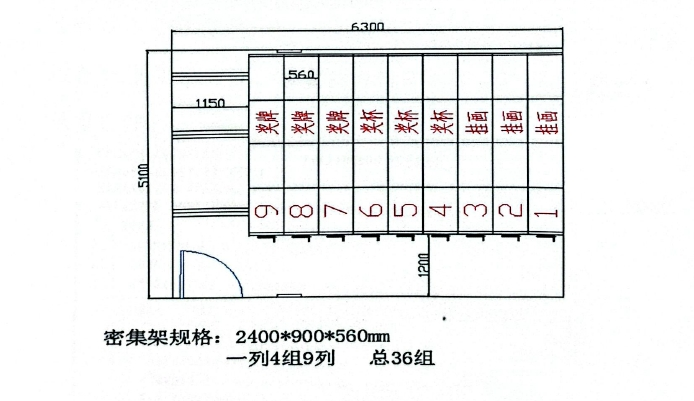 6300
560
1150
奖牌 奖牌 奖牌 奖杯 奖杯 奖杯 挂画 挂画 挂画
5100
9 8 7 6 5 4 3 2 1
1200
密集架规格：2400*900*560mm
一列4组9列 总36组